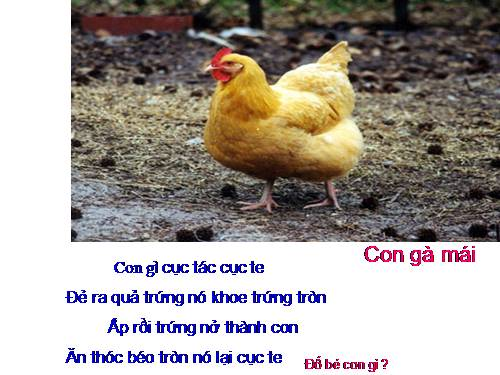 Con gà mái
Con gì cục tác cục te
Đẻ ra quả trứng nó khoe trứng tròn
Ấp rồi trứng nở thành con
Ăn thóc béo tròn nó lại cục te
Đố bé con gì ?